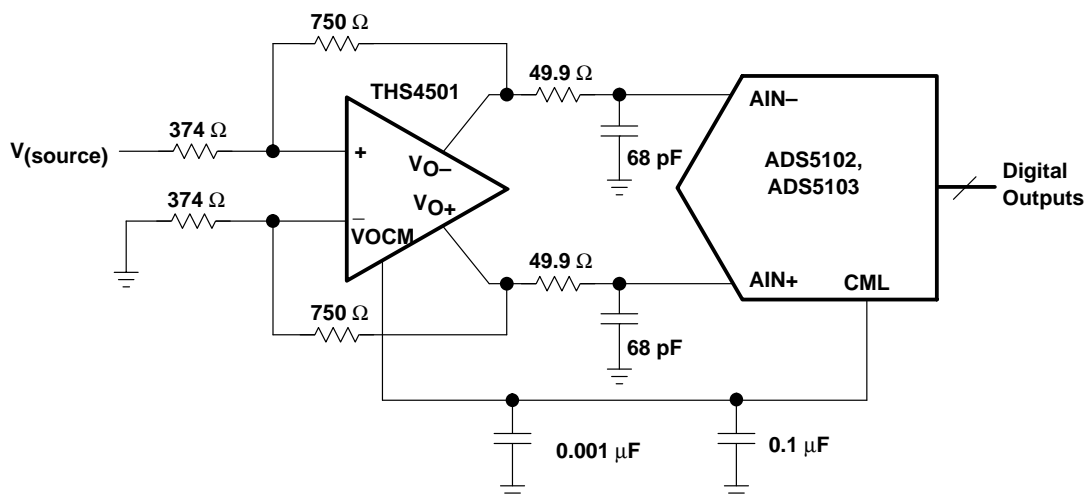 750 Ω
49.9 Ω
THS4501
AIN–
374 Ω
V(source)
+
VO–
68 pF
ADS5102,
ADS5103
Digital
Outputs
374 Ω
VO+
–
VOCM
49.9 Ω
AIN+
CML
750 Ω
68 pF
0.001 μF
0.1 μF